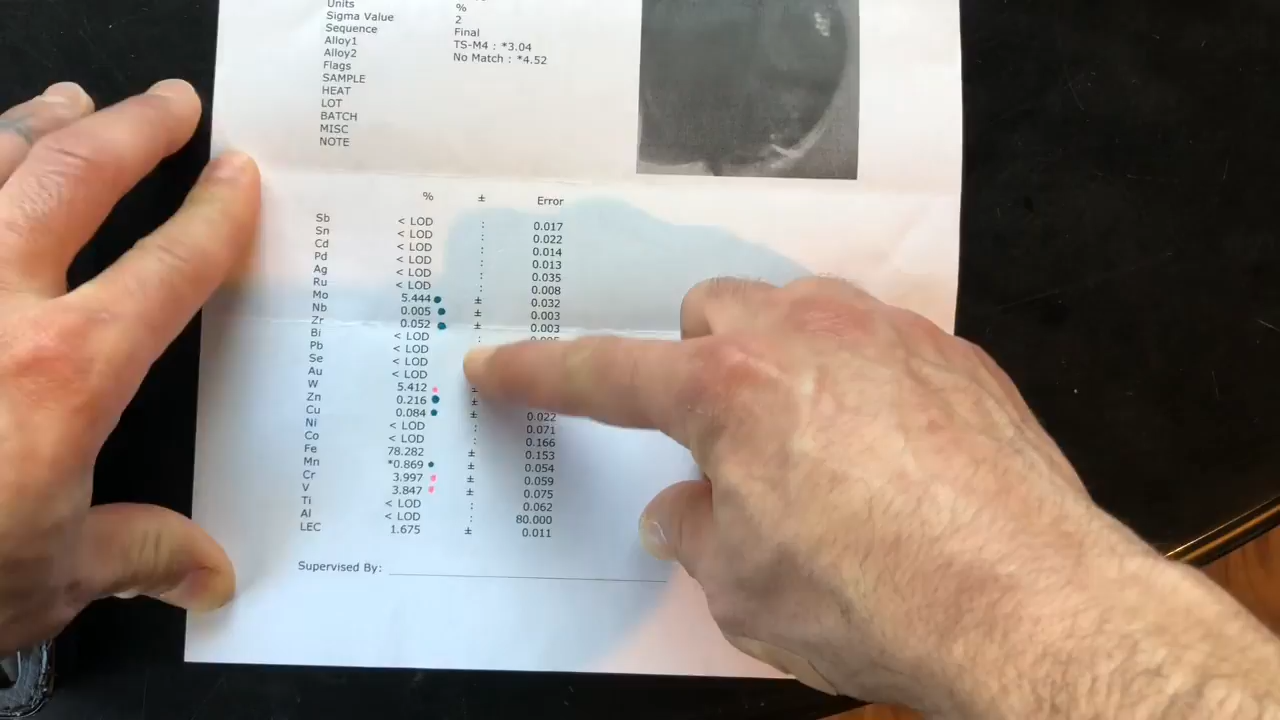 Units %
Sigma Value 2
Sequence Final
Alloy1 TS-M4 : *3.04
Alloy2 No Match : *4.52
Flags
SAMPLE
HEAT
LOT
BATCH
MISC
NOTE
% ± Error
Sb < LOD : 0.017
Sn < LOD : 0.022
Cd < LOD : 0.014
Pd < LOD : 0.013
Ag < LOD : 0.035
Ru < LOD : 0.008
Mo 5.444 ± 0.032
Nb 0.005 ± 0.003
Zr 0.052 ± 0.003
Bi < LOD :
Pb < LOD
Se < LOD
Au < LOD
W 5.412 ±
Zn 0.216 ±
Cu 0.084 ± 0.022
Ni < LOD : 0.071
Co < LOD : 0.166
Fe 78.282 ± 0.153
Mn *0.869 ± 0.054
Cr 3.997 ± 0.059
V 3.847 ± 0.075
Ti < LOD : 0.062
Al < LOD : 80.000
LEC 1.675 ± 0.011
Supervised By: